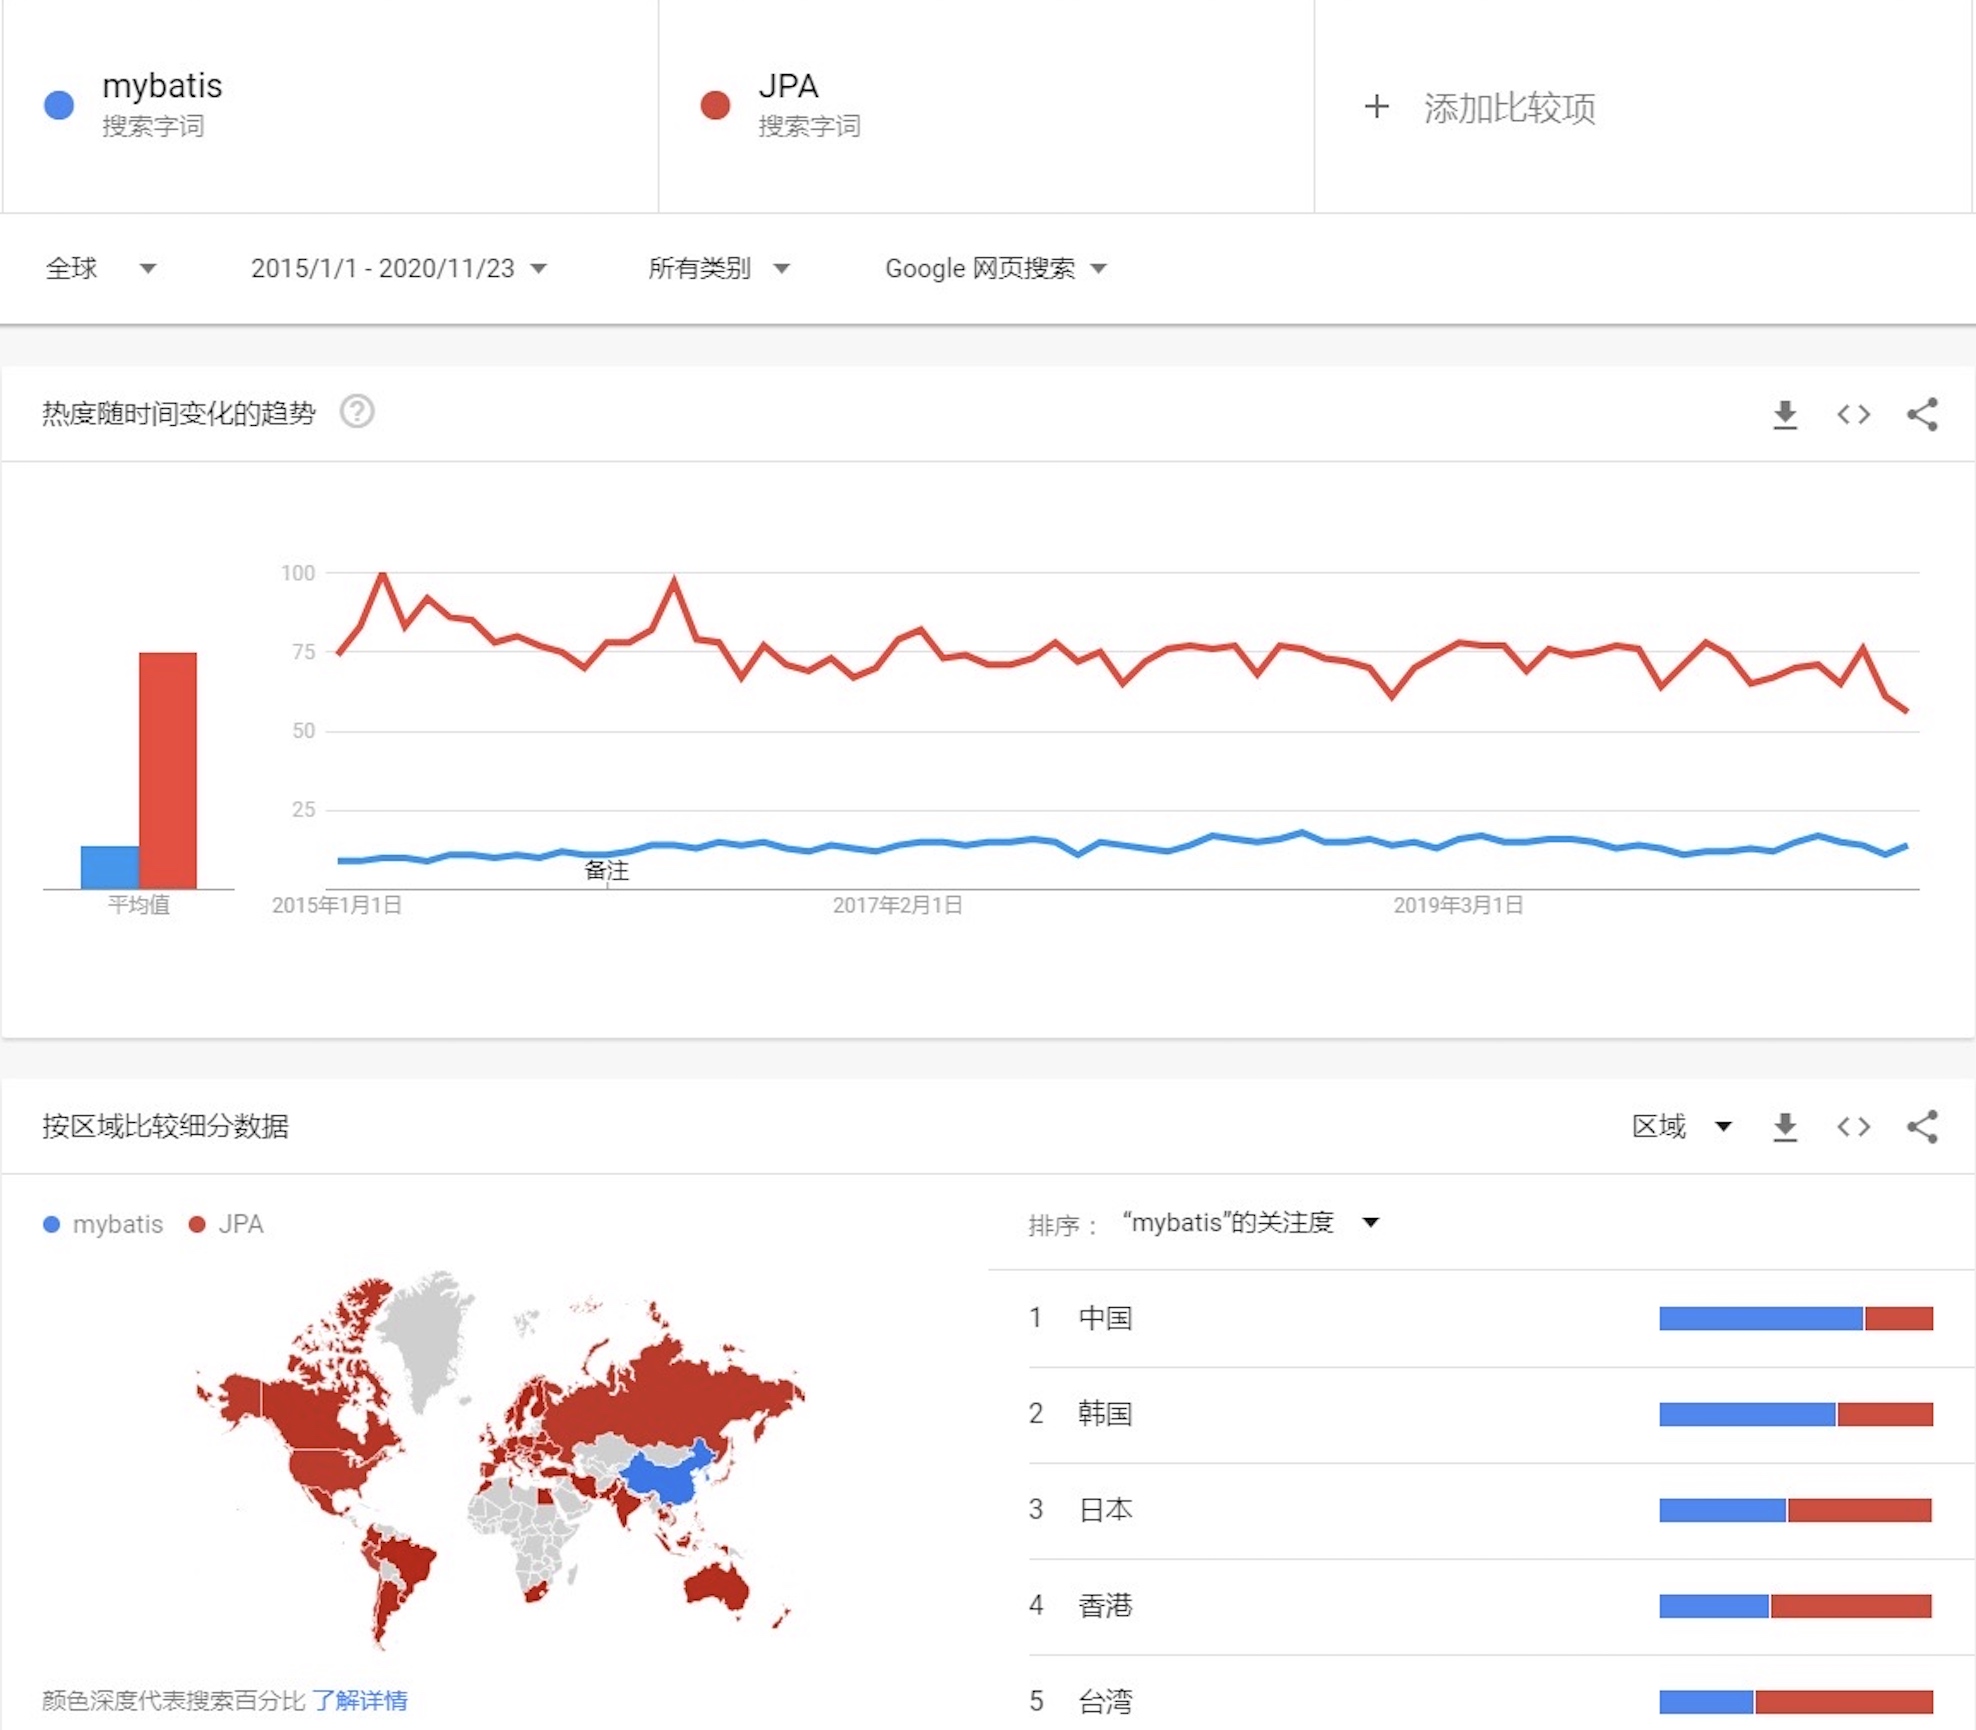 mybatis
搜索字词
JPA
搜索字词
+ 添加比较项
全球 2015/1/1 - 2020/11/23 所有类别 Google 网页搜索
热度随时间变化的趋势 ?
100
75
50
25
备注
平均值 2015年1月1日 2017年2月1日 2019年3月1日
按区域比较细分数据 区域
mybatis JPA
排序： “mybatis”的关注度
1 中国
2 韩国
3 日本
4 香港
5 台湾
颜色深度代表搜索百分比 了解详情